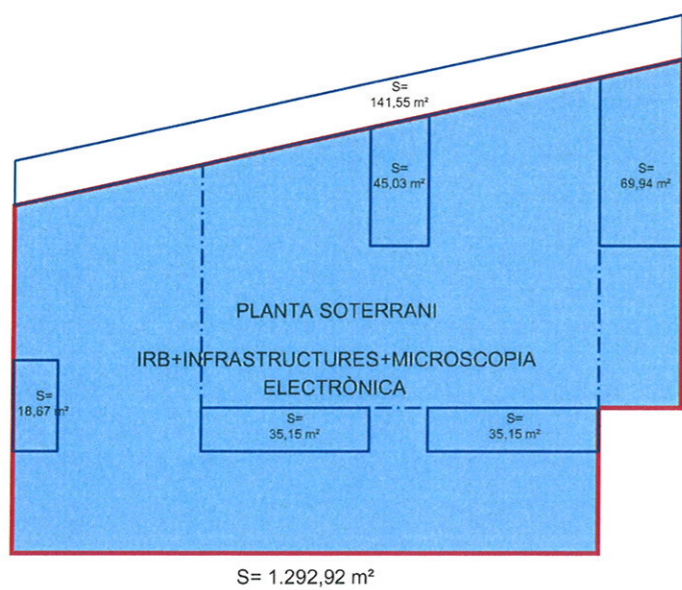 S=
141,55 m²
S=
45,03 m²
S=
69,94 m²
PLANTA SOTERRANI
IRB+INFRASTRUCTURES+MICROSCOPIA
ELECTRÒNICA
S=
18,67 m²
S=
35,15 m²
S=
35,15 m²
S= 1.292,92 m²